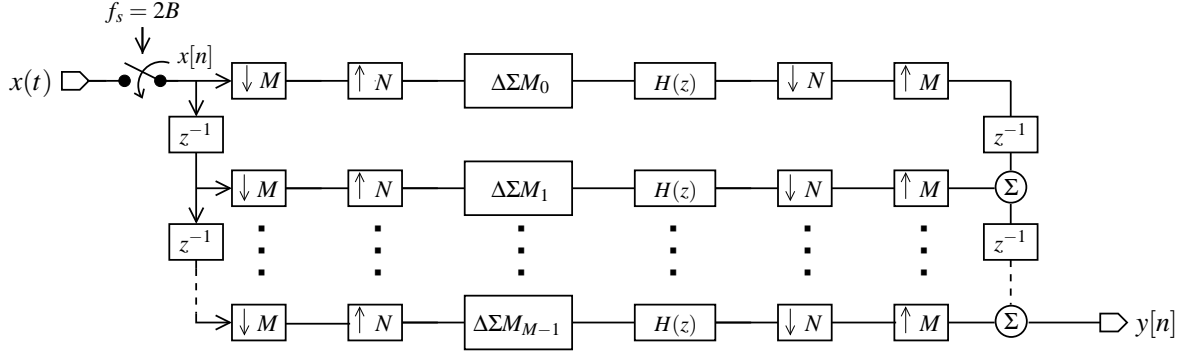 f_s = 2B
x(t)
x[n]
↓ M
↑ N
ΔΣM_0
H(z)
↓ N
↑ M
z^{-1}
z^{-1}
↓ M
↑ N
ΔΣM_1
H(z)
↓ N
↑ M
Σ
z^{-1}
z^{-1}
↓ M
↑ N
ΔΣM_{M-1}
H(z)
↓ N
↑ M
Σ
y[n]